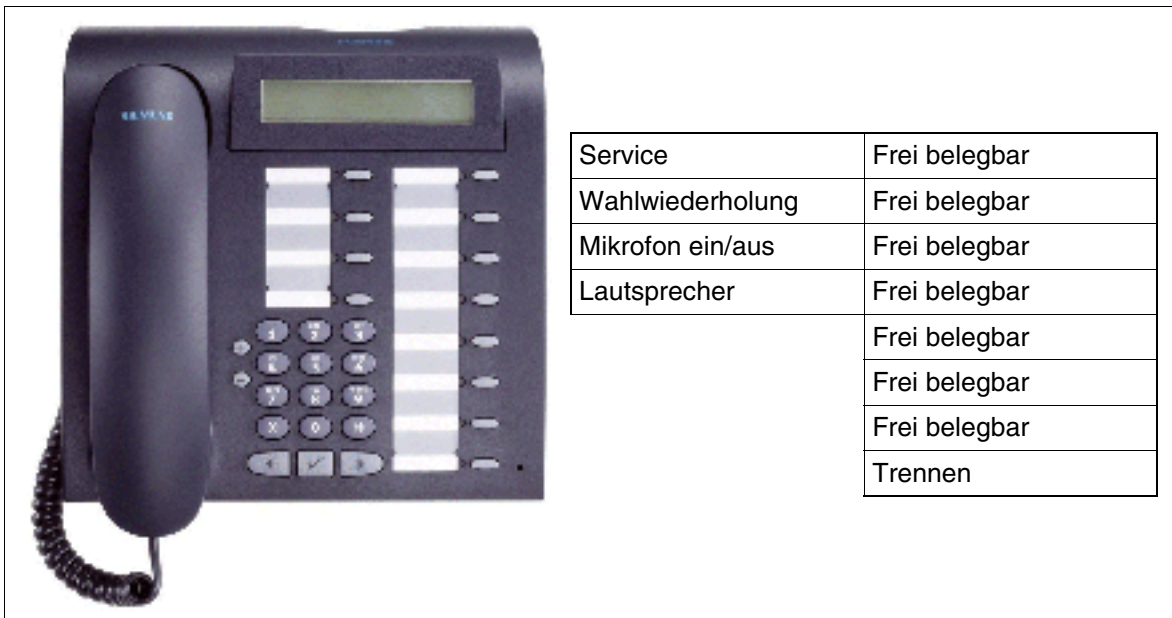 SIEMENS
Service Frei belegbar
Wahlwiederholung Frei belegbar
Mikrofon ein/aus Frei belegbar
Lautsprecher Frei belegbar
Frei belegbar
Frei belegbar
Frei belegbar
Trennen